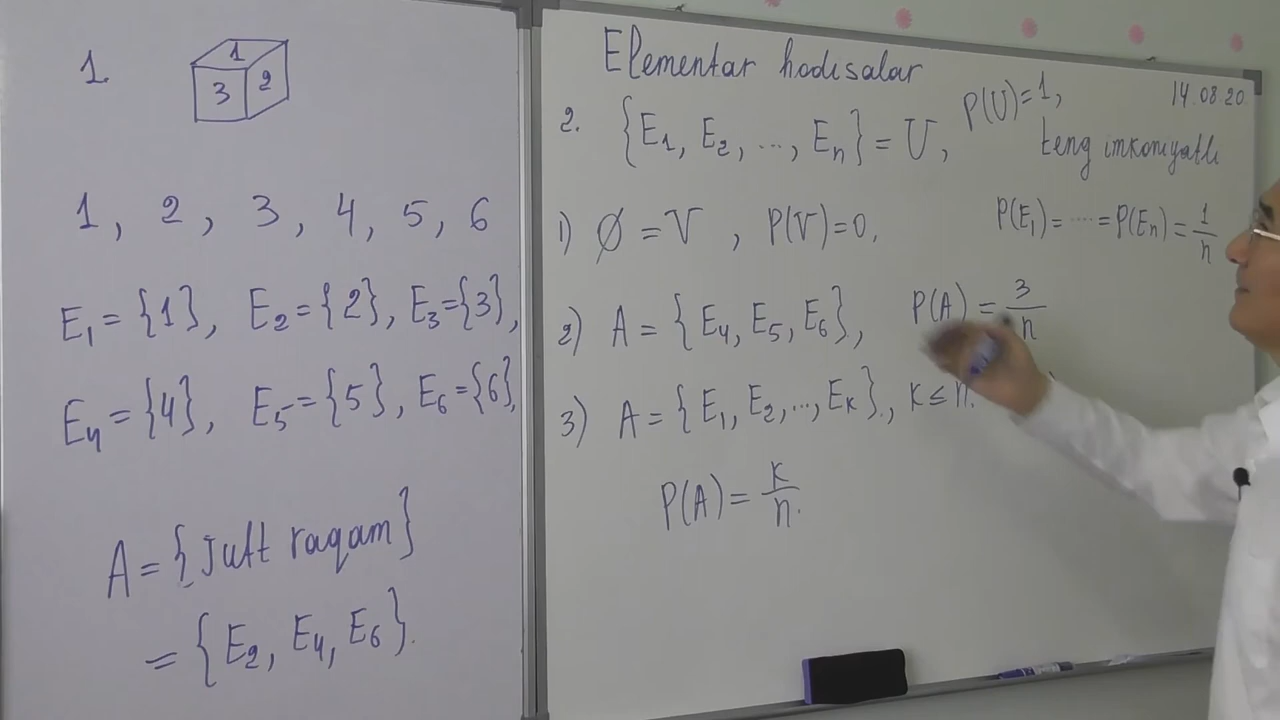 1.
1
3 2
1, 2, 3, 4, 5, 6
E₁ = {1}, E₂ = {2}, E₃ = {3},
E₄ = {4}, E₅ = {5}, E₆ = {6},
A = {Juft raqam}
= {E₂, E₄, E₆}.
Elementar hodisalar
14.08.20
2. {E₁, E₂, ..., Eₙ} = U, P(U)=1,
teng imkoniyatli
P(E₁) = ..... = P(Eₙ) = 1/n
1) ∅ = V, P(V)=0,
2) A = {E₄, E₅, E₆}, P(A) = 3/n
3) A = {E₁, E₂, ..., Eₖ}, k ≤ n.
P(A) = k/n.